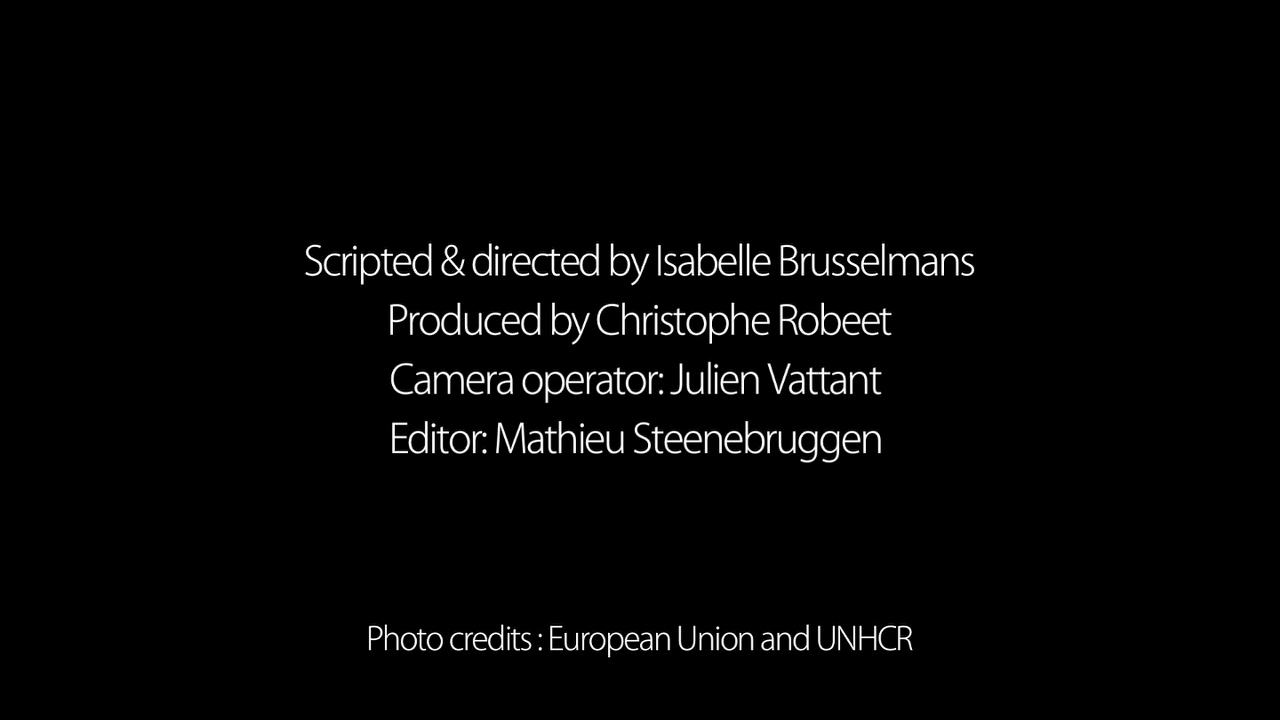 Scripted & directed by Isabelle Brusselmans
Produced by Christophe Robeet
Camera operator: Julien Vattant
Editor: Mathieu Steenebruggen
Photo credits : European Union and UNHCR